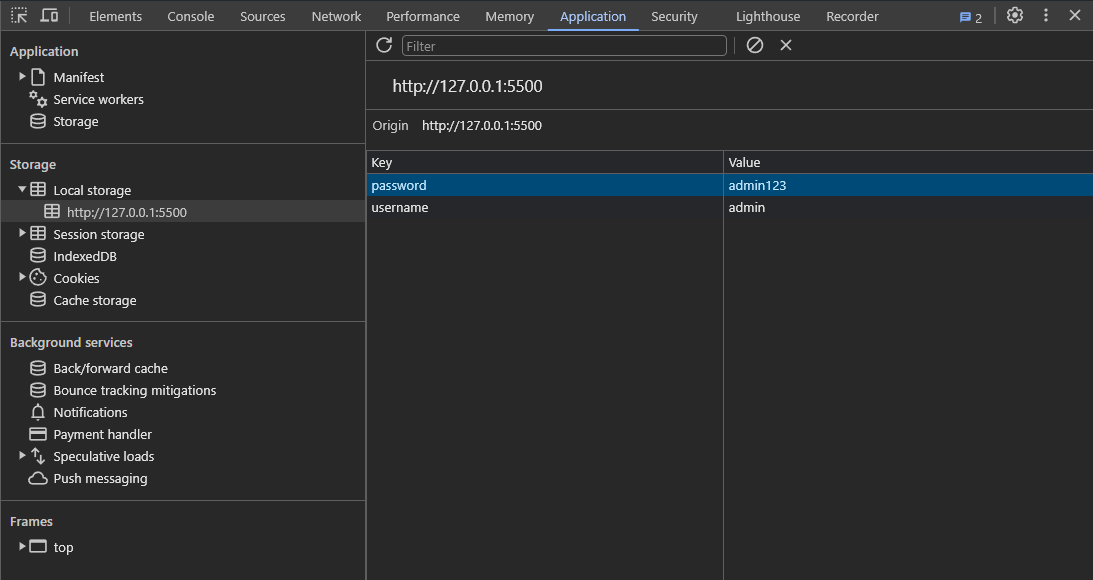 Elements Console Sources Network Performance Memory Application Security Lighthouse Recorder 2
Application
Manifest
Service workers
Storage
Storage
Local storage
http://127.0.0.1:5500
Session storage
IndexedDB
Cookies
Cache storage
Background services
Back/forward cache
Bounce tracking mitigations
Notifications
Payment handler
Speculative loads
Push messaging
Frames
top
Filter
http://127.0.0.1:5500
Origin http://127.0.0.1:5500
Key Value
password admin123
username admin